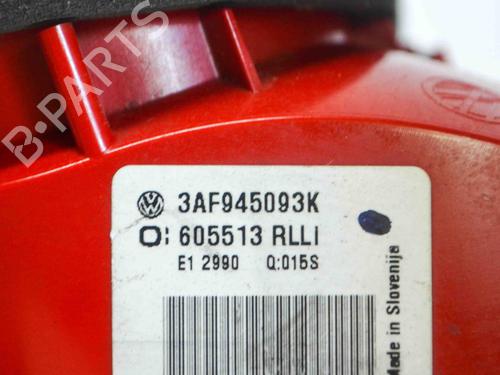 B-PARTS
3AF945093K
O: 605513 RLLI
E1 2990 Q:015S
Made in Slovenija